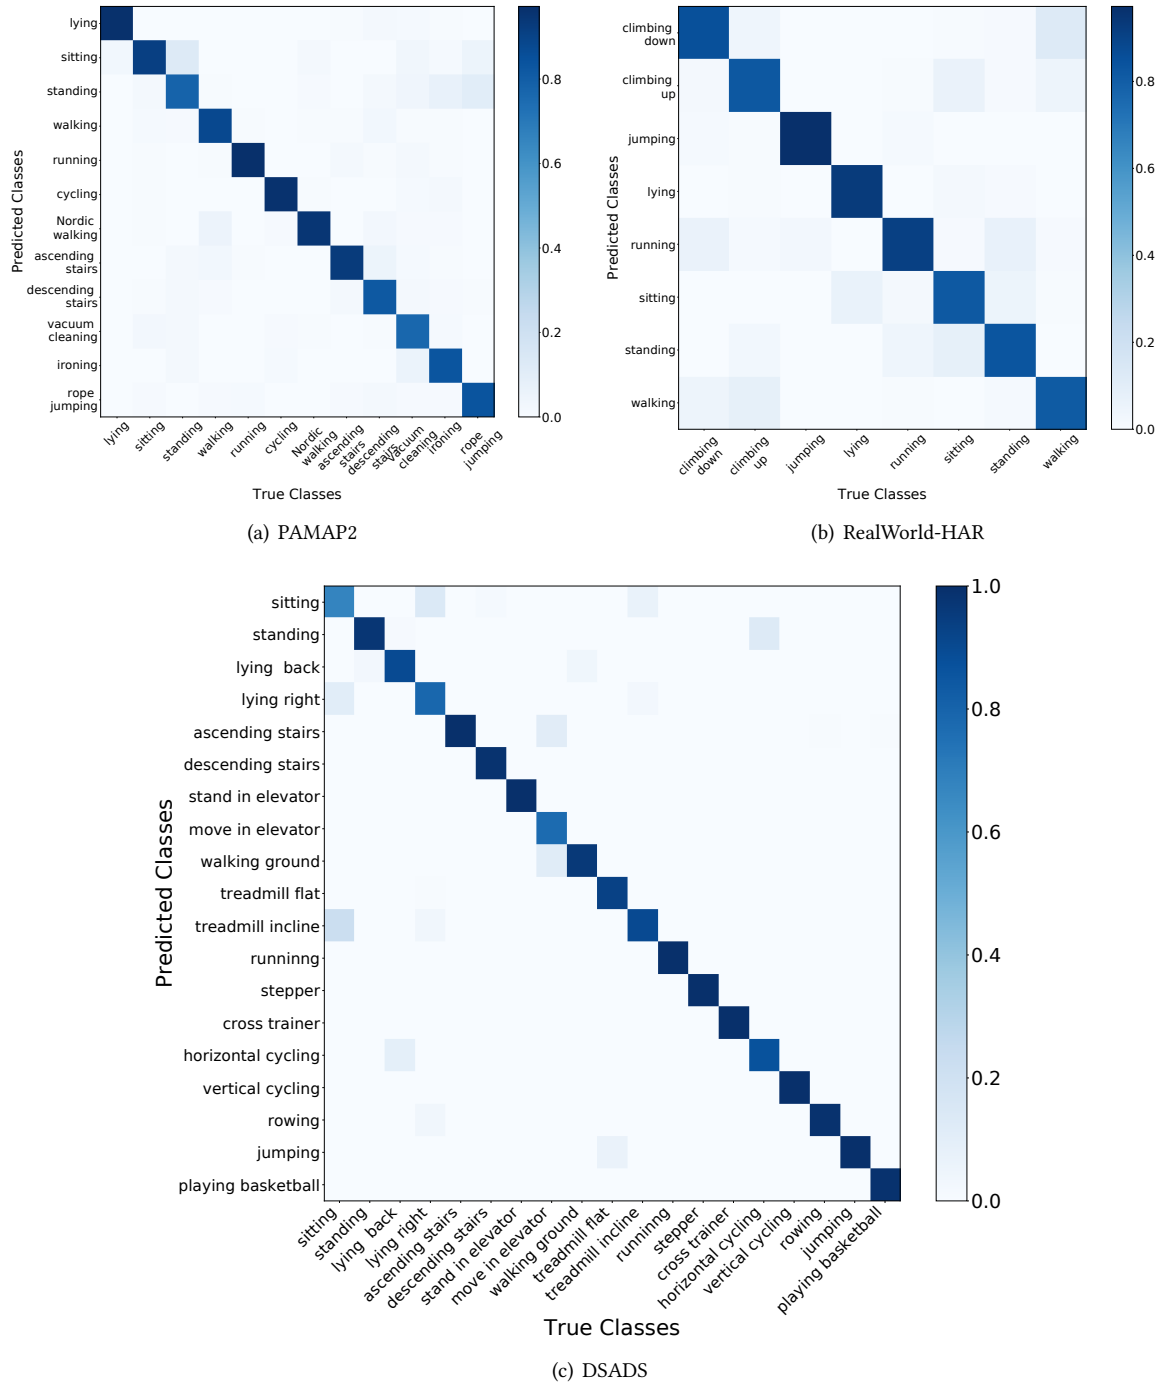 lying
sitting
standing
walking
running
cycling
Nordic
walking
ascending
stairs
descending
stairs
vacuum
cleaning
ironing
rope
jumping
Predicted Classes
lying
sitting
standing
walking
running
cycling
Nordic
walking
ascending
stairs
descending
stairs
vacuum
cleaning
ironing
rope
jumping
True Classes
0.8
0.6
0.4
0.2
0.0
(a) PAMAP2
climbing
down
climbing
up
jumping
lying
running
sitting
standing
walking
Predicted Classes
climbing
down
climbing
up
jumping
lying
running
sitting
standing
walking
True Classes
0.8
0.6
0.4
0.2
0.0
(b) RealWorld-HAR
sitting
standing
lying  back
lying right
ascending stairs
descending stairs
stand in elevator
move in elevator
walking ground
treadmill flat
treadmill incline
runninng
stepper
cross trainer
horizontal cycling
vertical cycling
rowing
jumping
playing basketball
Predicted Classes
sitting
standing
lying  back
lying right
ascending stairs
descending stairs
stand in elevator
move in elevator
walking ground
treadmill flat
treadmill incline
runninng
stepper
cross trainer
horizontal cycling
vertical cycling
rowing
jumping
playing basketball
True Classes
1.0
0.8
0.6
0.4
0.2
0.0
(c) DSADS